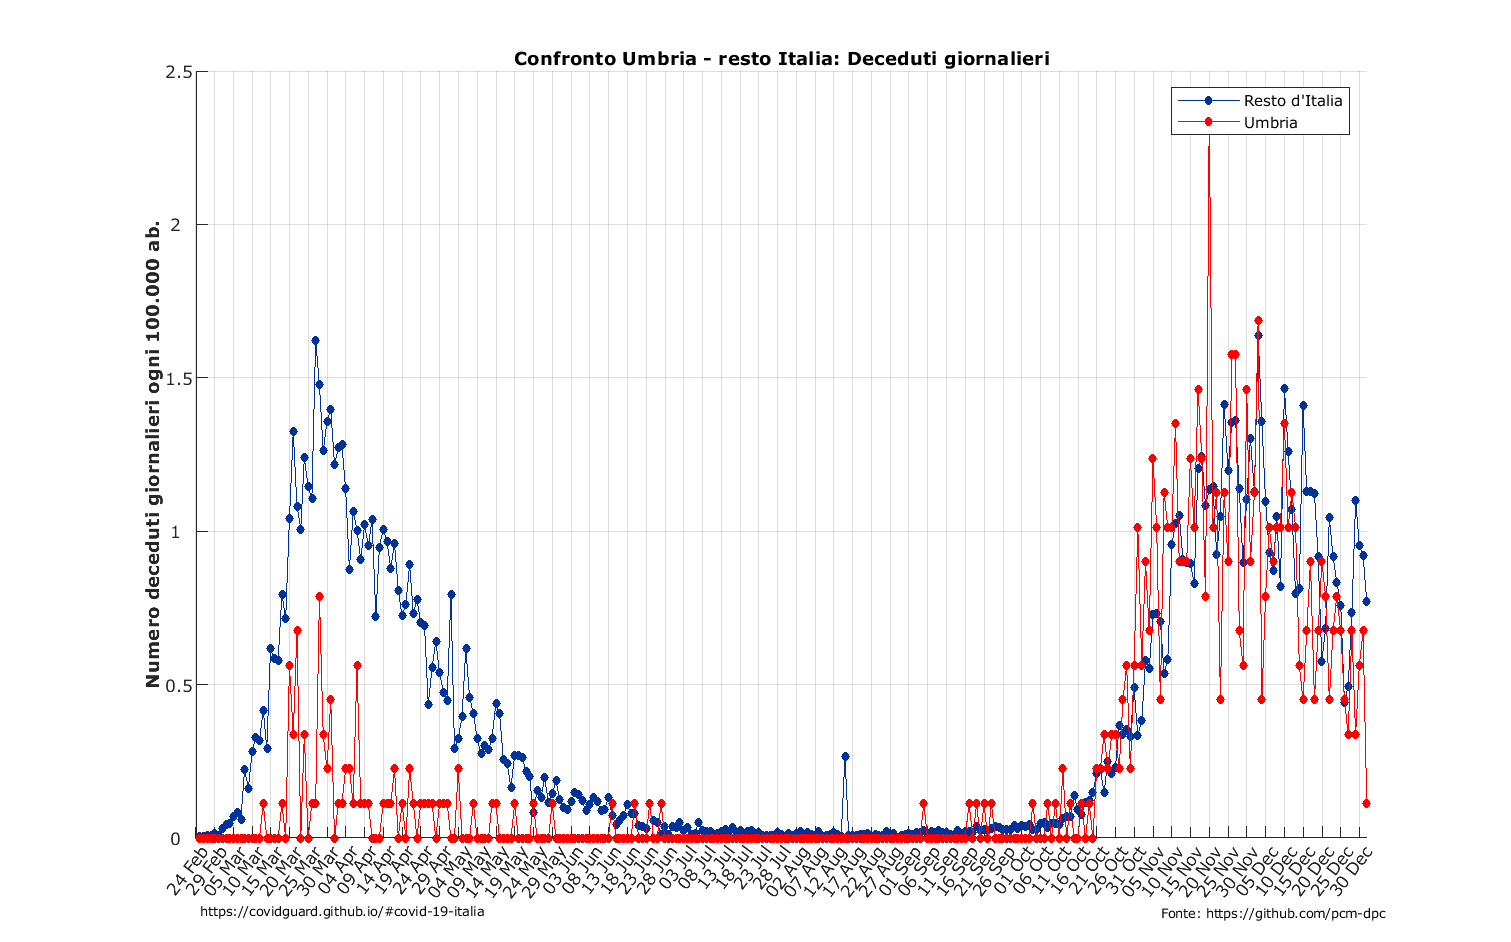 Confronto Umbria - resto Italia: Deceduti giornalieri
Numero deceduti giornalieri ogni 100.000 ab.
2.5
2
1.5
1
0.5
0
Resto d'Italia
Umbria
24 Feb
29 Feb
05 Mar
10 Mar
15 Mar
20 Mar
25 Mar
30 Mar
04 Apr
09 Apr
14 Apr
19 Apr
24 Apr
29 Apr
04 May
09 May
14 May
19 May
24 May
29 May
03 Jun
08 Jun
13 Jun
18 Jun
23 Jun
28 Jun
03 Jul
08 Jul
13 Jul
18 Jul
23 Jul
28 Jul
02 Aug
07 Aug
12 Aug
17 Aug
22 Aug
27 Aug
01 Sep
06 Sep
11 Sep
16 Sep
21 Sep
26 Sep
01 Oct
06 Oct
11 Oct
16 Oct
21 Oct
26 Oct
31 Oct
05 Nov
10 Nov
15 Nov
20 Nov
25 Nov
30 Nov
05 Dec
10 Dec
15 Dec
20 Dec
25 Dec
30 Dec
https://covidguard.github.io/#covid-19-italia
Fonte: https://github.com/pcm-dpc